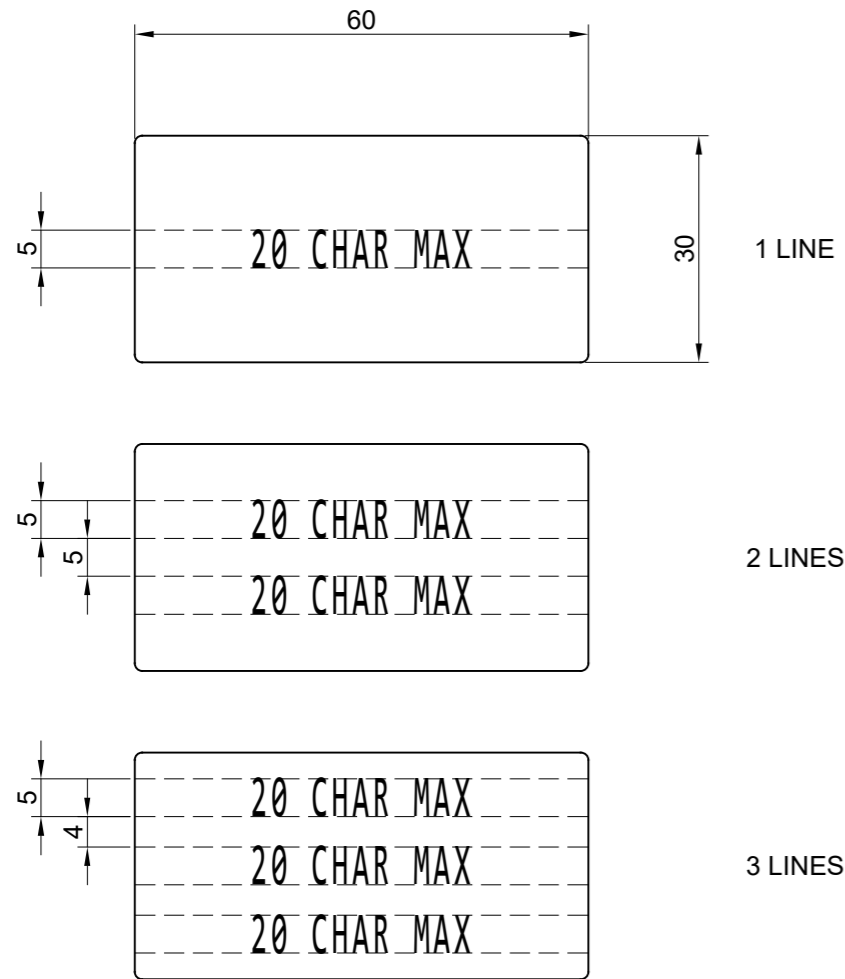 60
5
20 CHAR MAX
30
1 LINE
5
20 CHAR MAX
5
20 CHAR MAX
2 LINES
5
20 CHAR MAX
4
20 CHAR MAX
3 LINES
20 CHAR MAX